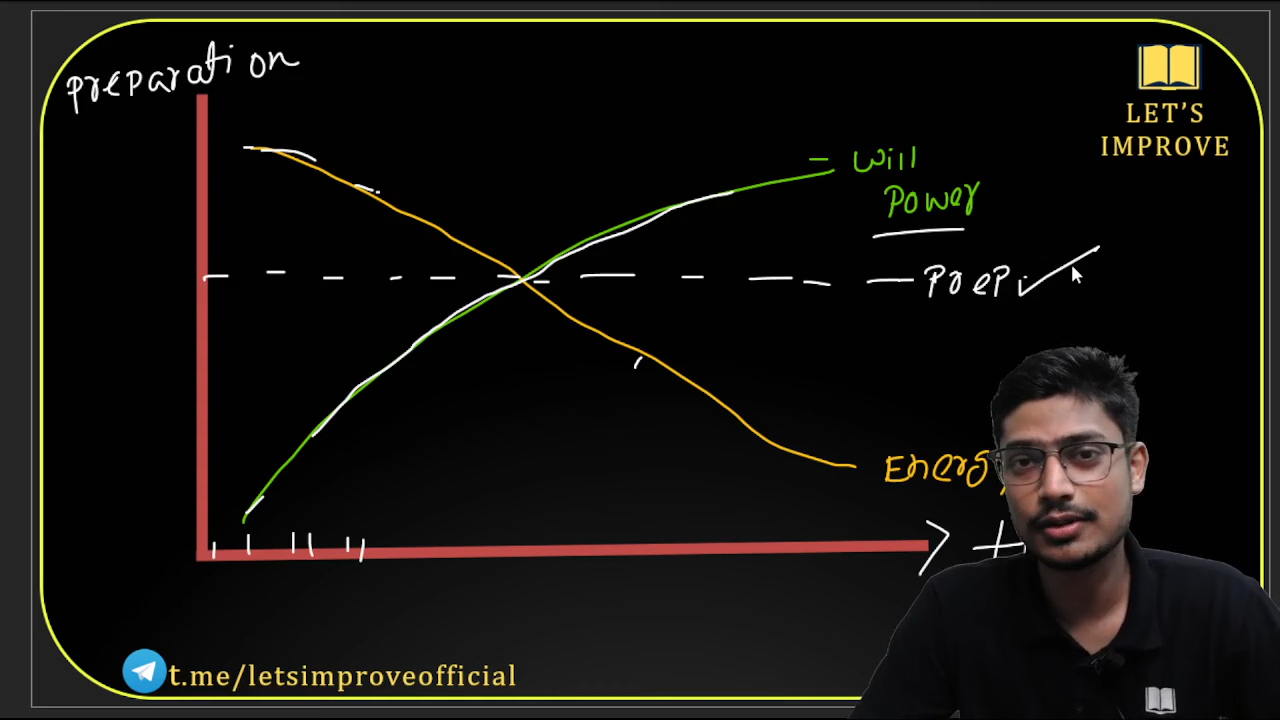 Preparation
LET'S
IMPROVE
- Will
Power
PreP
t.me/letsimproveofficial